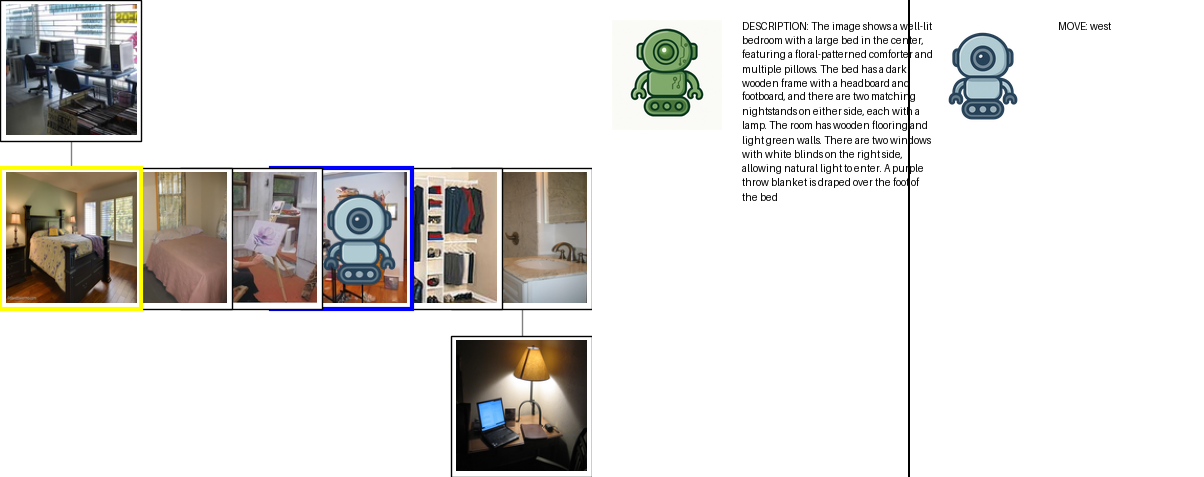 DESCRIPTION: The image shows a well-lit
bedroom with a large bed in the center,
featuring a floral-patterned comforter and
multiple pillows. The bed has a dark
wooden frame with a headboard and
footboard, and there are two matching
nightstands on either side, each with a
lamp. The room has wooden flooring and
light green walls. There are two windows
with white blinds on the right side,
allowing natural light to enter. A purple
throw blanket is draped over the foot of
the bed
MOVE: west